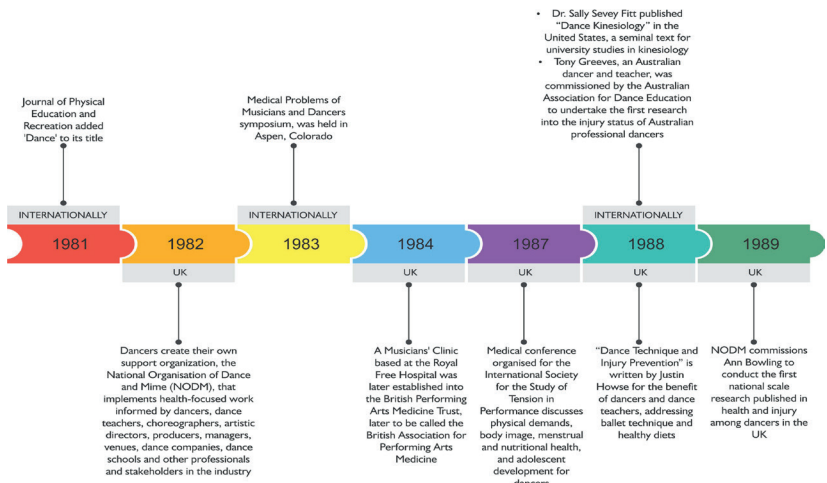 • Dr. Sally Sevey Fitt published
“Dance Kinesiology” in the
United States, a seminal text for
university studies in kinesiology
• Tony Greeves, an Australian
dancer and teacher, was
commissioned by the Australian
Association for Dance Education
to undertake the first research
into the injury status of Australian
professional dancers
Journal of Physical
Education and
Recreation added
'Dance' to its title
Medical Problems of
Musicians and Dancers
symposium, was held in
Aspen, Colorado
INTERNATIONALLY
INTERNATIONALLY
INTERNATIONALLY
1981
1982
1983
1984
1987
1988
1989
UK
UK
UK
UK
UK
Dancers create their own
support organization, the
National Organisation of Dance
and Mime (NODM), that
implements health-focused work
informed by dancers, dance
teachers, choreographers, artistic
directors, producers, managers,
venues, dance companies, dance
schools and other professionals
and stakeholders in the industry
A Musicians' Clinic
based at the Royal
Free Hospital was
later established into
the British Performing
Arts Medicine Trust,
later to be called the
British Association for
Performing Arts
Medicine
Medical conference
organised for the
International Society
for the Study of
Tension in
Performance discusses
physical demands,
body image, menstrual
and nutritional health,
and adolescent
development for
dancers
“Dance Technique and
Injury Prevention” is
written by Justin
Howse for the benefit
of dancers and dance
teachers, addressing
ballet technique and
healthy diets
NODM commissions
Ann Bowling to
conduct the first
national scale
research published in
health and injury
among dancers in the
UK